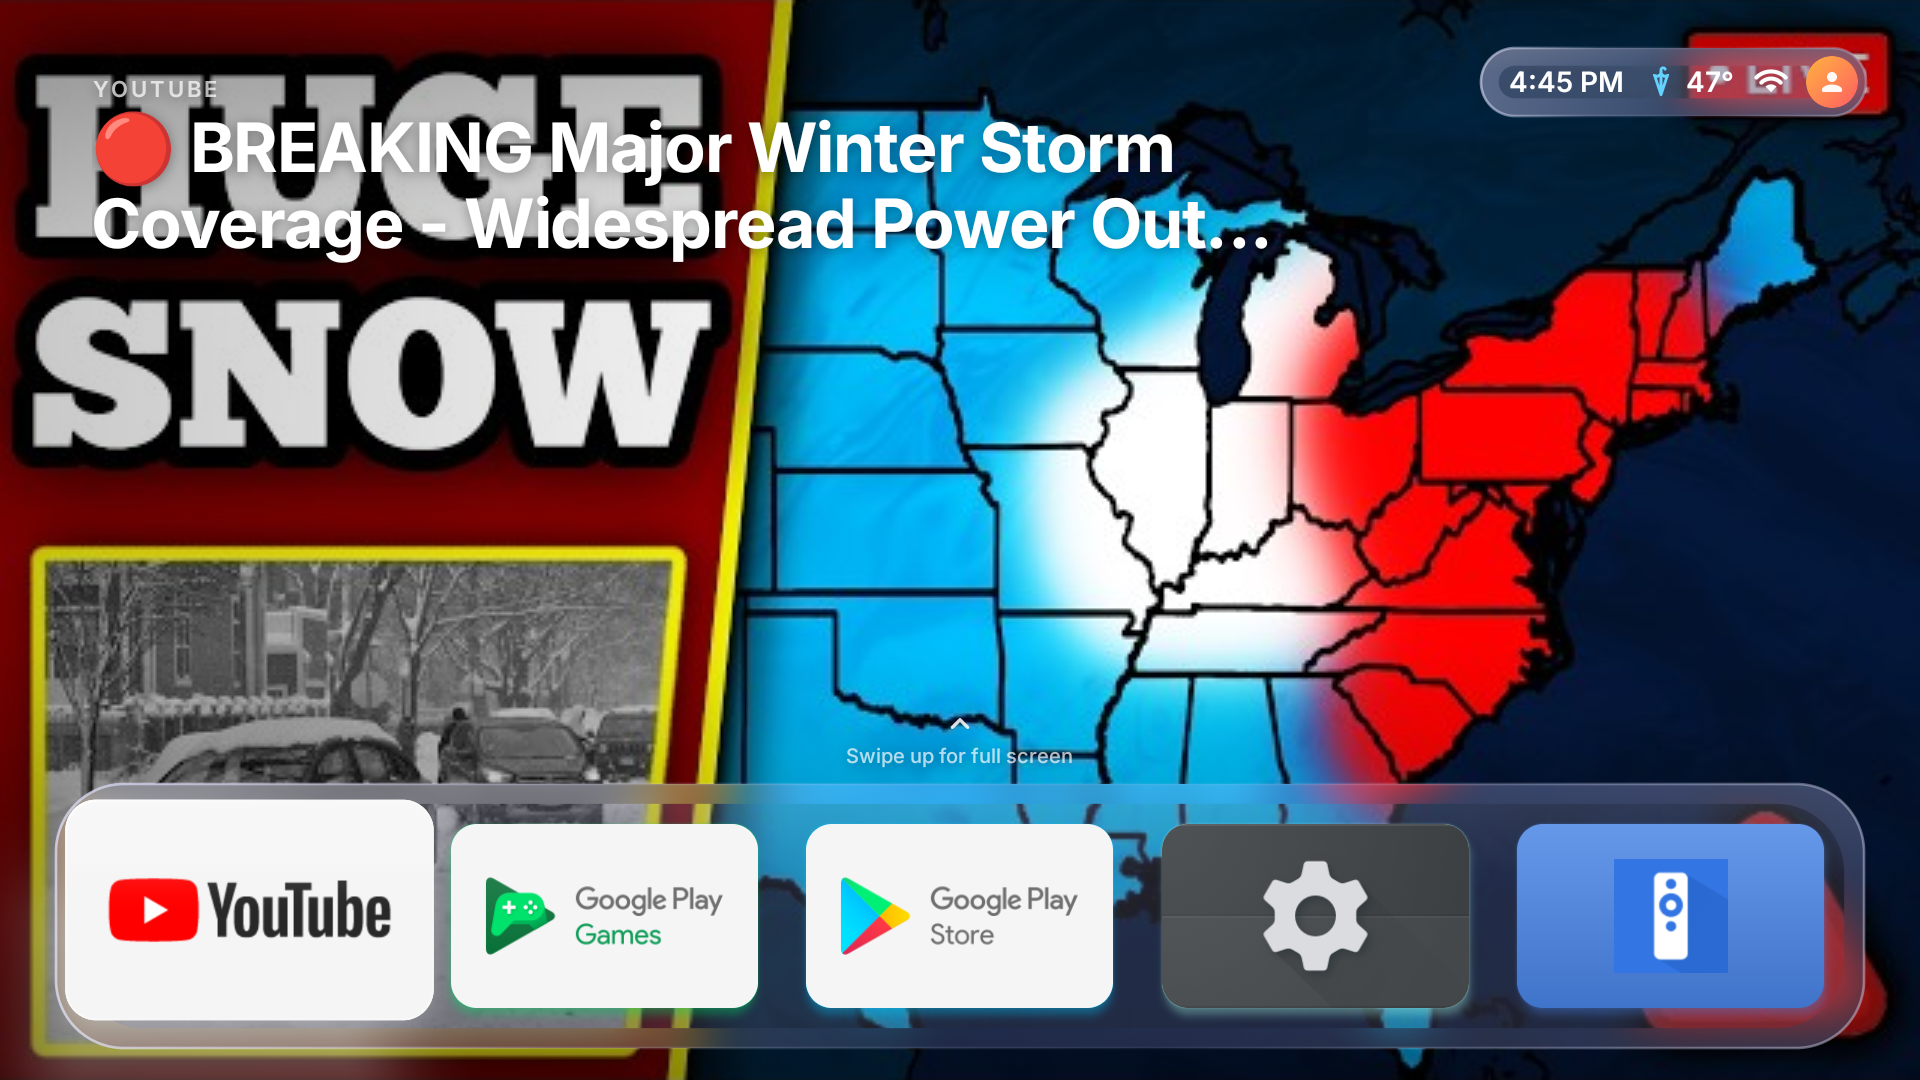 HUGE
SNOW
YOUTUBE
🔴 BREAKING Major Winter Storm
Coverage - Widespread Power Out...
4:45 PM 47°
Swipe up for full screen
YouTube
Google Play
Games
Google Play
Store